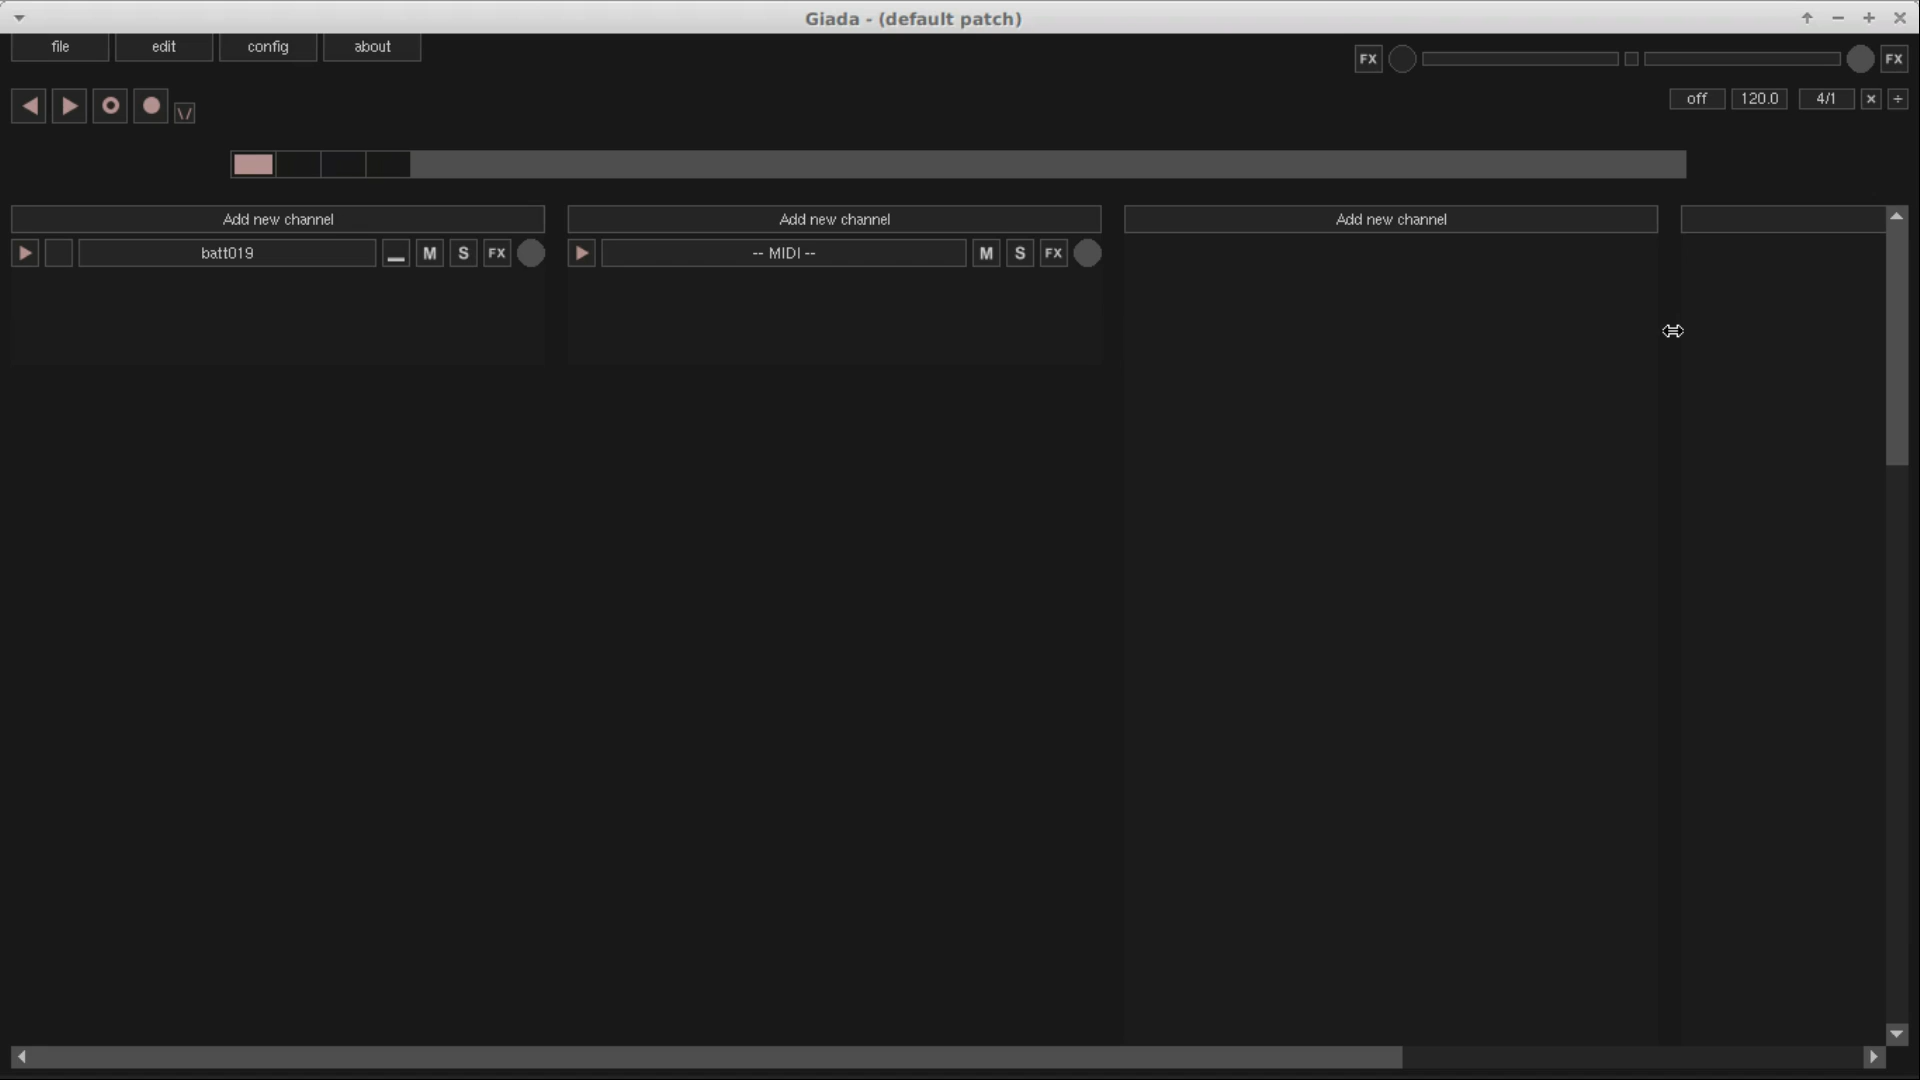 Giada - (default patch)
file edit config about
FX FX
off 120.0 4/1 × ÷
\/
Add new channel Add new channel Add new channel
batt019 M S FX -- MIDI -- M S FX